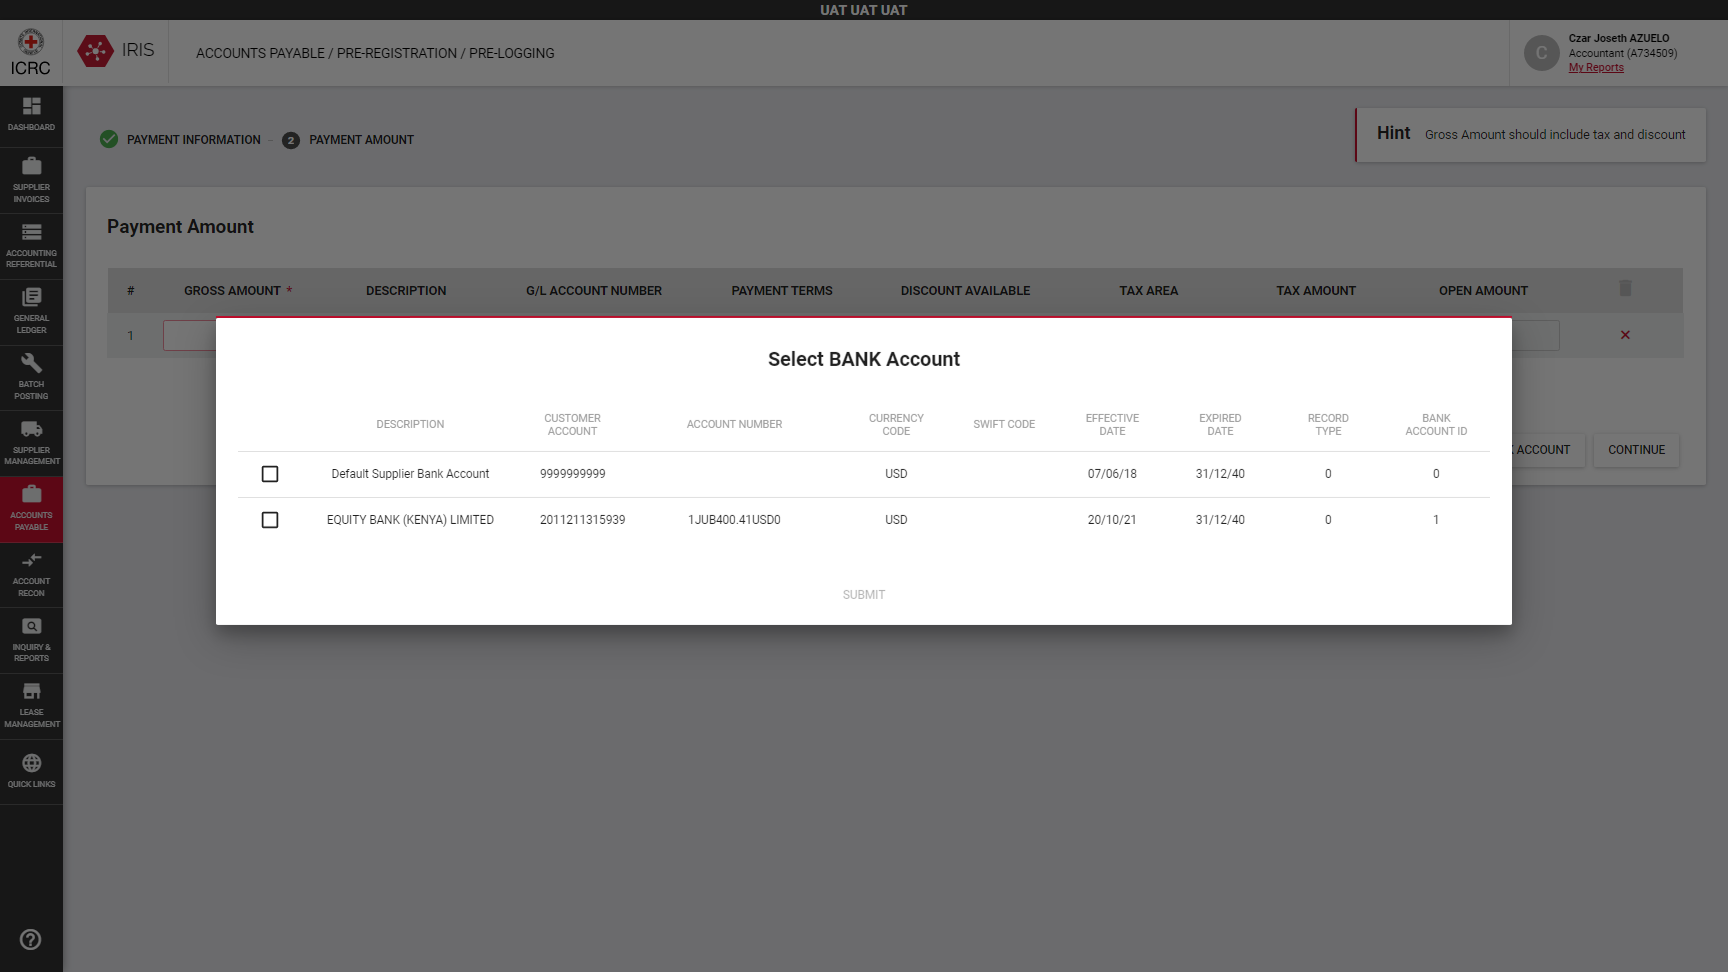 UAT UAT UAT
ICRC
IRIS
ACCOUNTS PAYABLE / PRE-REGISTRATION / PRE-LOGGING
C
Czar Joseth AZUELO
Accountant (A734509)
My Reports
DASHBOARD
SUPPLIER
INVOICES
ACCOUNTING
REFERENTIAL
GENERAL
LEDGER
BATCH
POSTING
SUPPLIER
MANAGEMENT
ACCOUNTS
PAYABLE
ACCOUNT
RECON
INQUIRY &
REPORTS
LEASE
MANAGEMENT
QUICK LINKS
PAYMENT INFORMATION - 2 PAYMENT AMOUNT
Hint Gross Amount should include tax and discount
Payment Amount
# GROSS AMOUNT * DESCRIPTION G/L ACCOUNT NUMBER PAYMENT TERMS DISCOUNT AVAILABLE TAX AREA TAX AMOUNT OPEN AMOUNT
1
ACCOUNT CONTINUE
Select BANK Account
DESCRIPTION CUSTOMER ACCOUNT ACCOUNT NUMBER CURRENCY CODE SWIFT CODE EFFECTIVE DATE EXPIRED DATE RECORD TYPE BANK ACCOUNT ID
Default Supplier Bank Account 9999999999 USD 07/06/18 31/12/40 0 0
EQUITY BANK (KENYA) LIMITED 2011211315939 1JUB400.41USD0 USD 20/10/21 31/12/40 0 1
SUBMIT